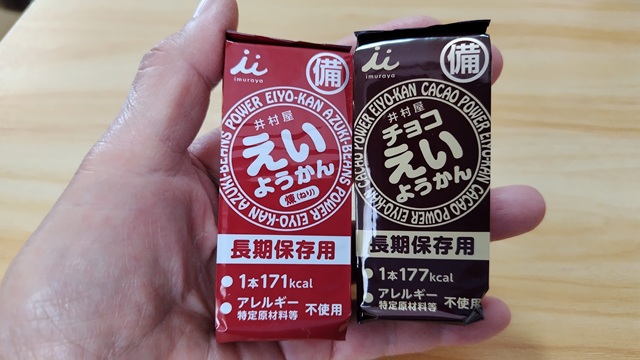 imuraya
備
POWER EIYO-KAN AZUKI-BEANS POWER EIYO-KAN AZUKI-BEANS
井村屋
えい
ようかん
煉(ねり)
長期保存用
1本171kcal
アレルギー
特定原材料等
不使用
imuraya
備
POWER EIYO-KAN CACAO POWER EIYO-KAN CACAO POWER EIYO-KAN CACAO
井村屋
チョコ
えい
ようかん
長期保存用
1本177kcal
アレルギー
特定原材料等
不使用